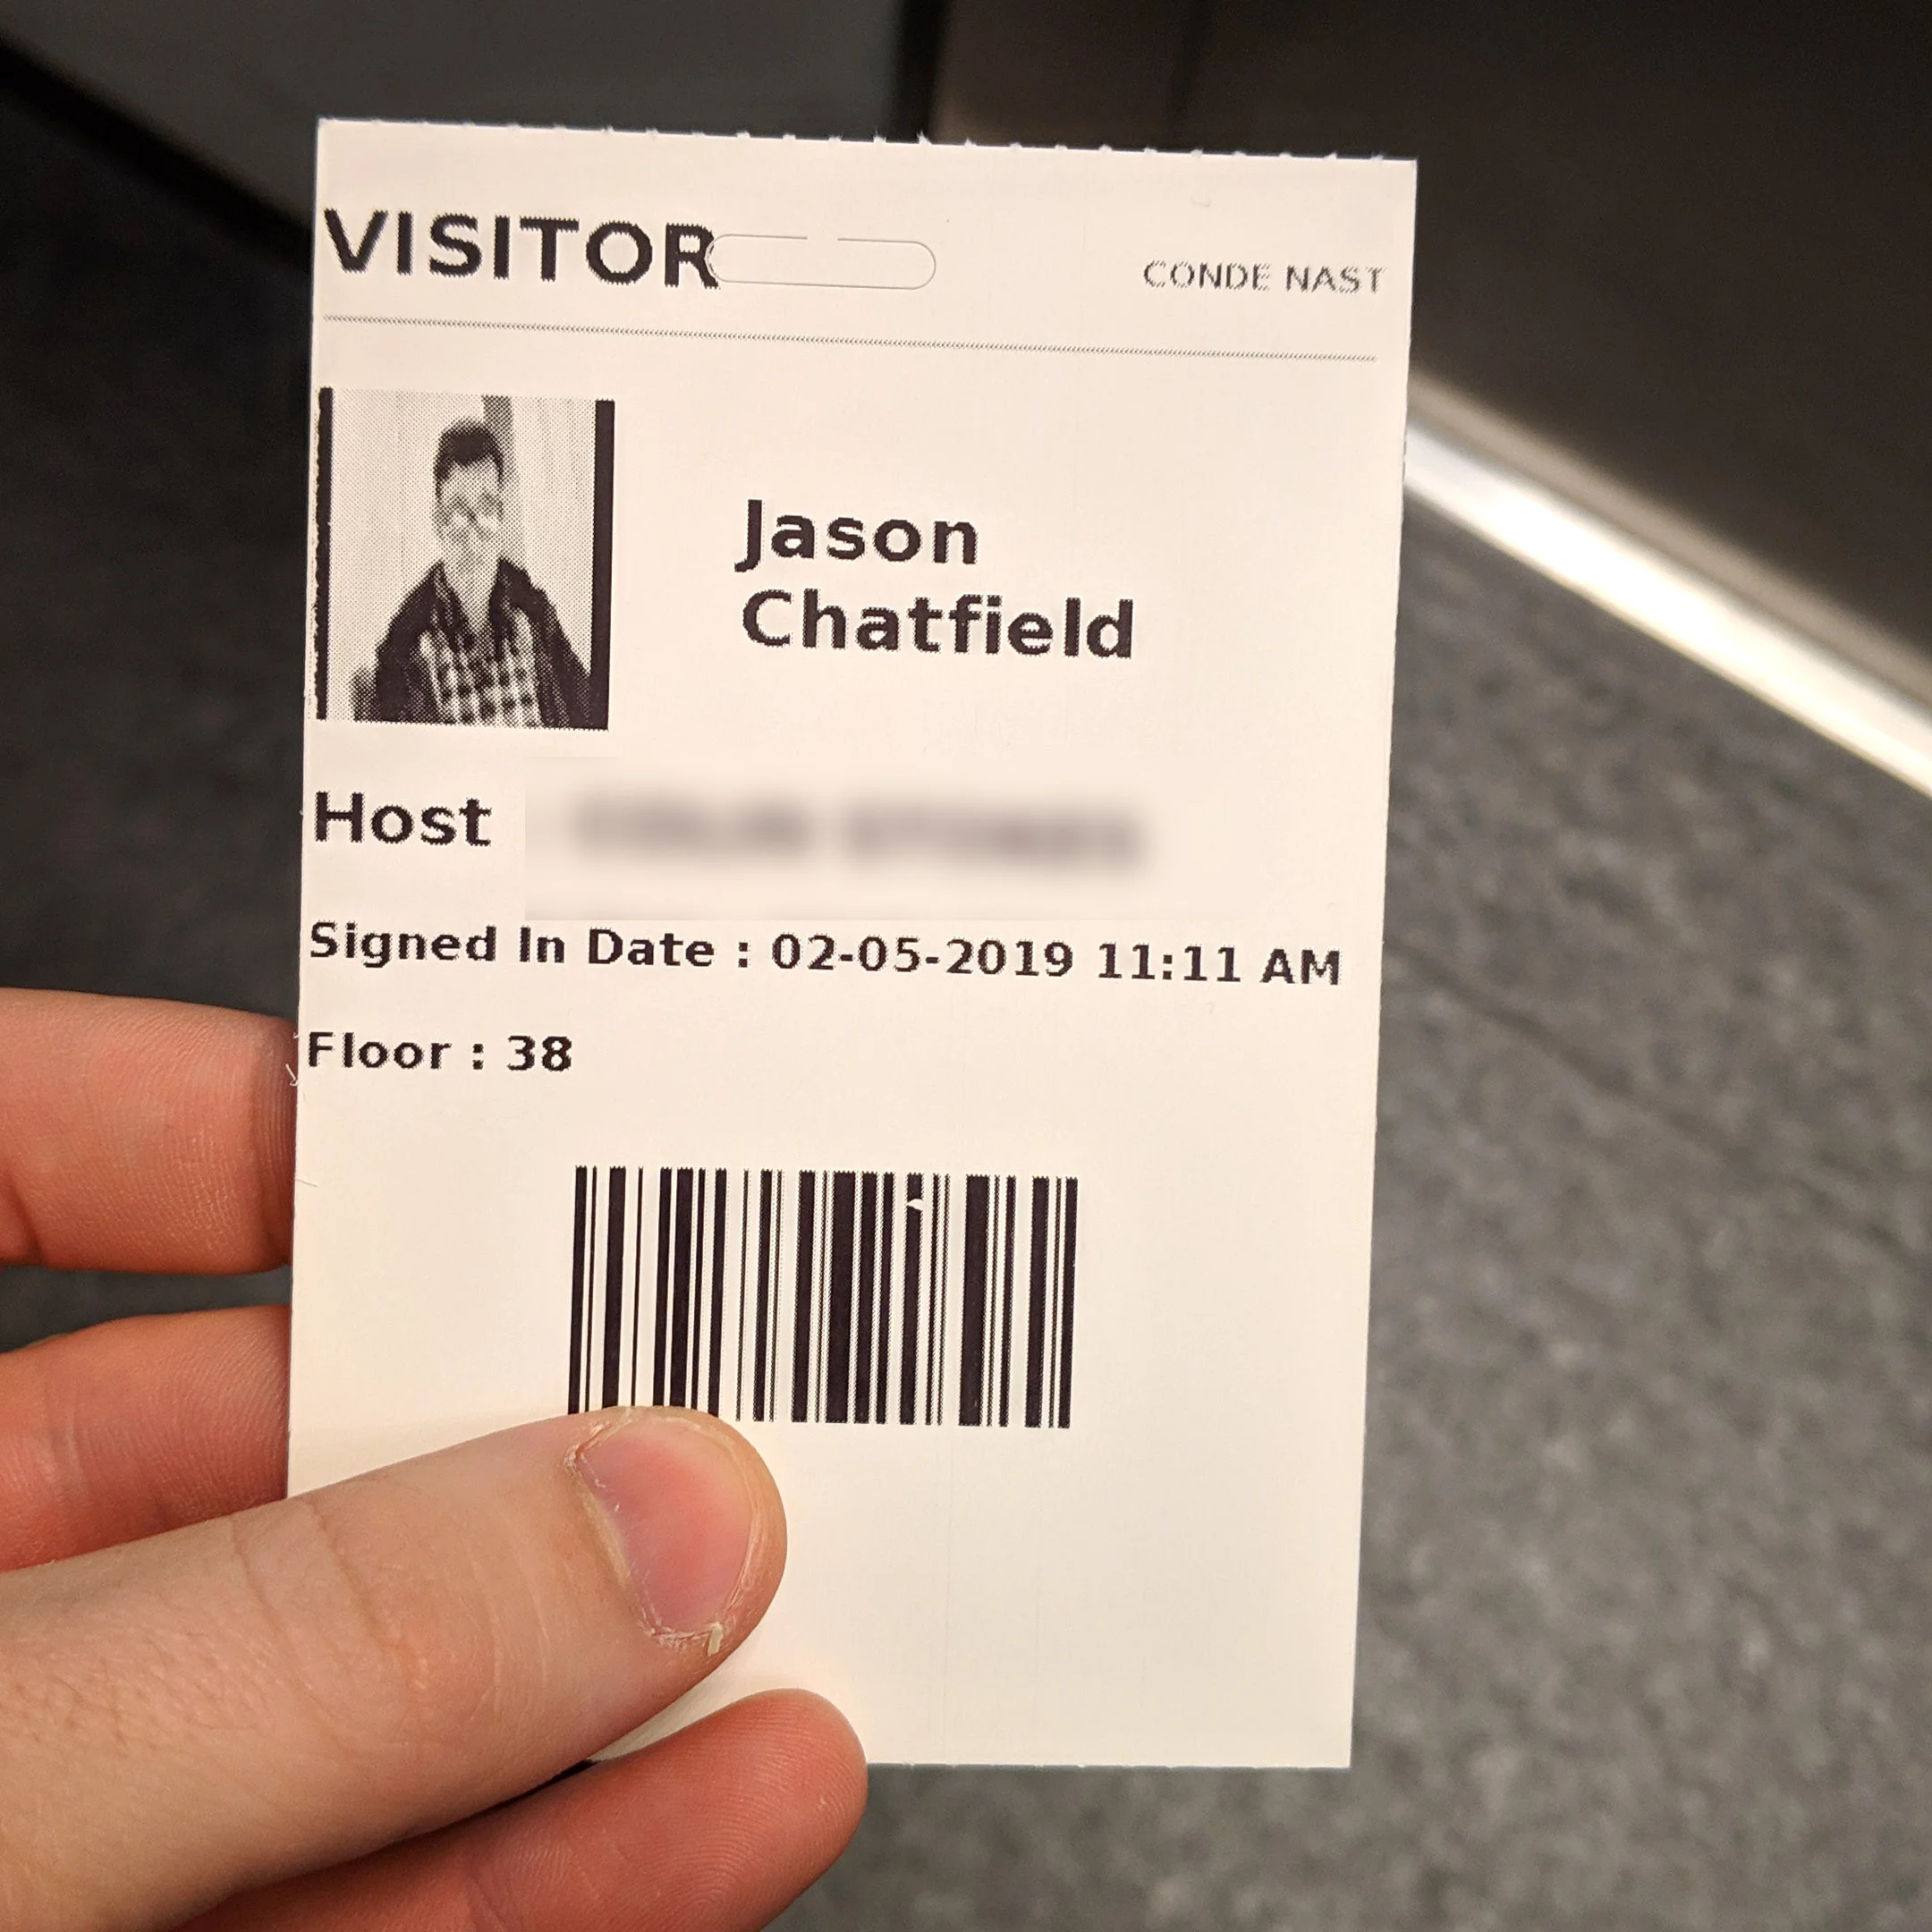 VISITOR
CONDE NAST
Jason
Chatfield
Host
Signed In Date : 02-05-2019 11:11 AM
Floor : 38